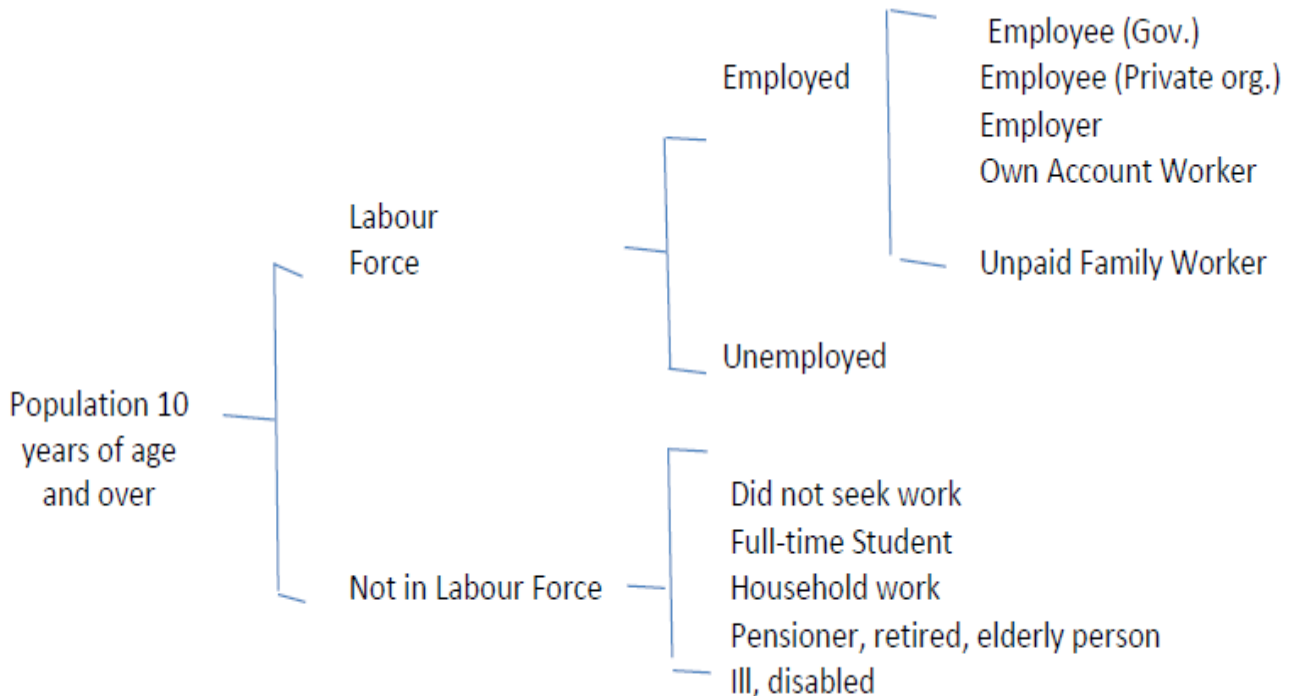 Population 10
years of age
and over
Labour
Force
Employed
Employee (Gov.)
Employee (Private org.)
Employer
Own Account Worker
Unpaid Family Worker
Unemployed
Not in Labour Force
Did not seek work
Full-time Student
Household work
Pensioner, retired, elderly person
Ill, disabled